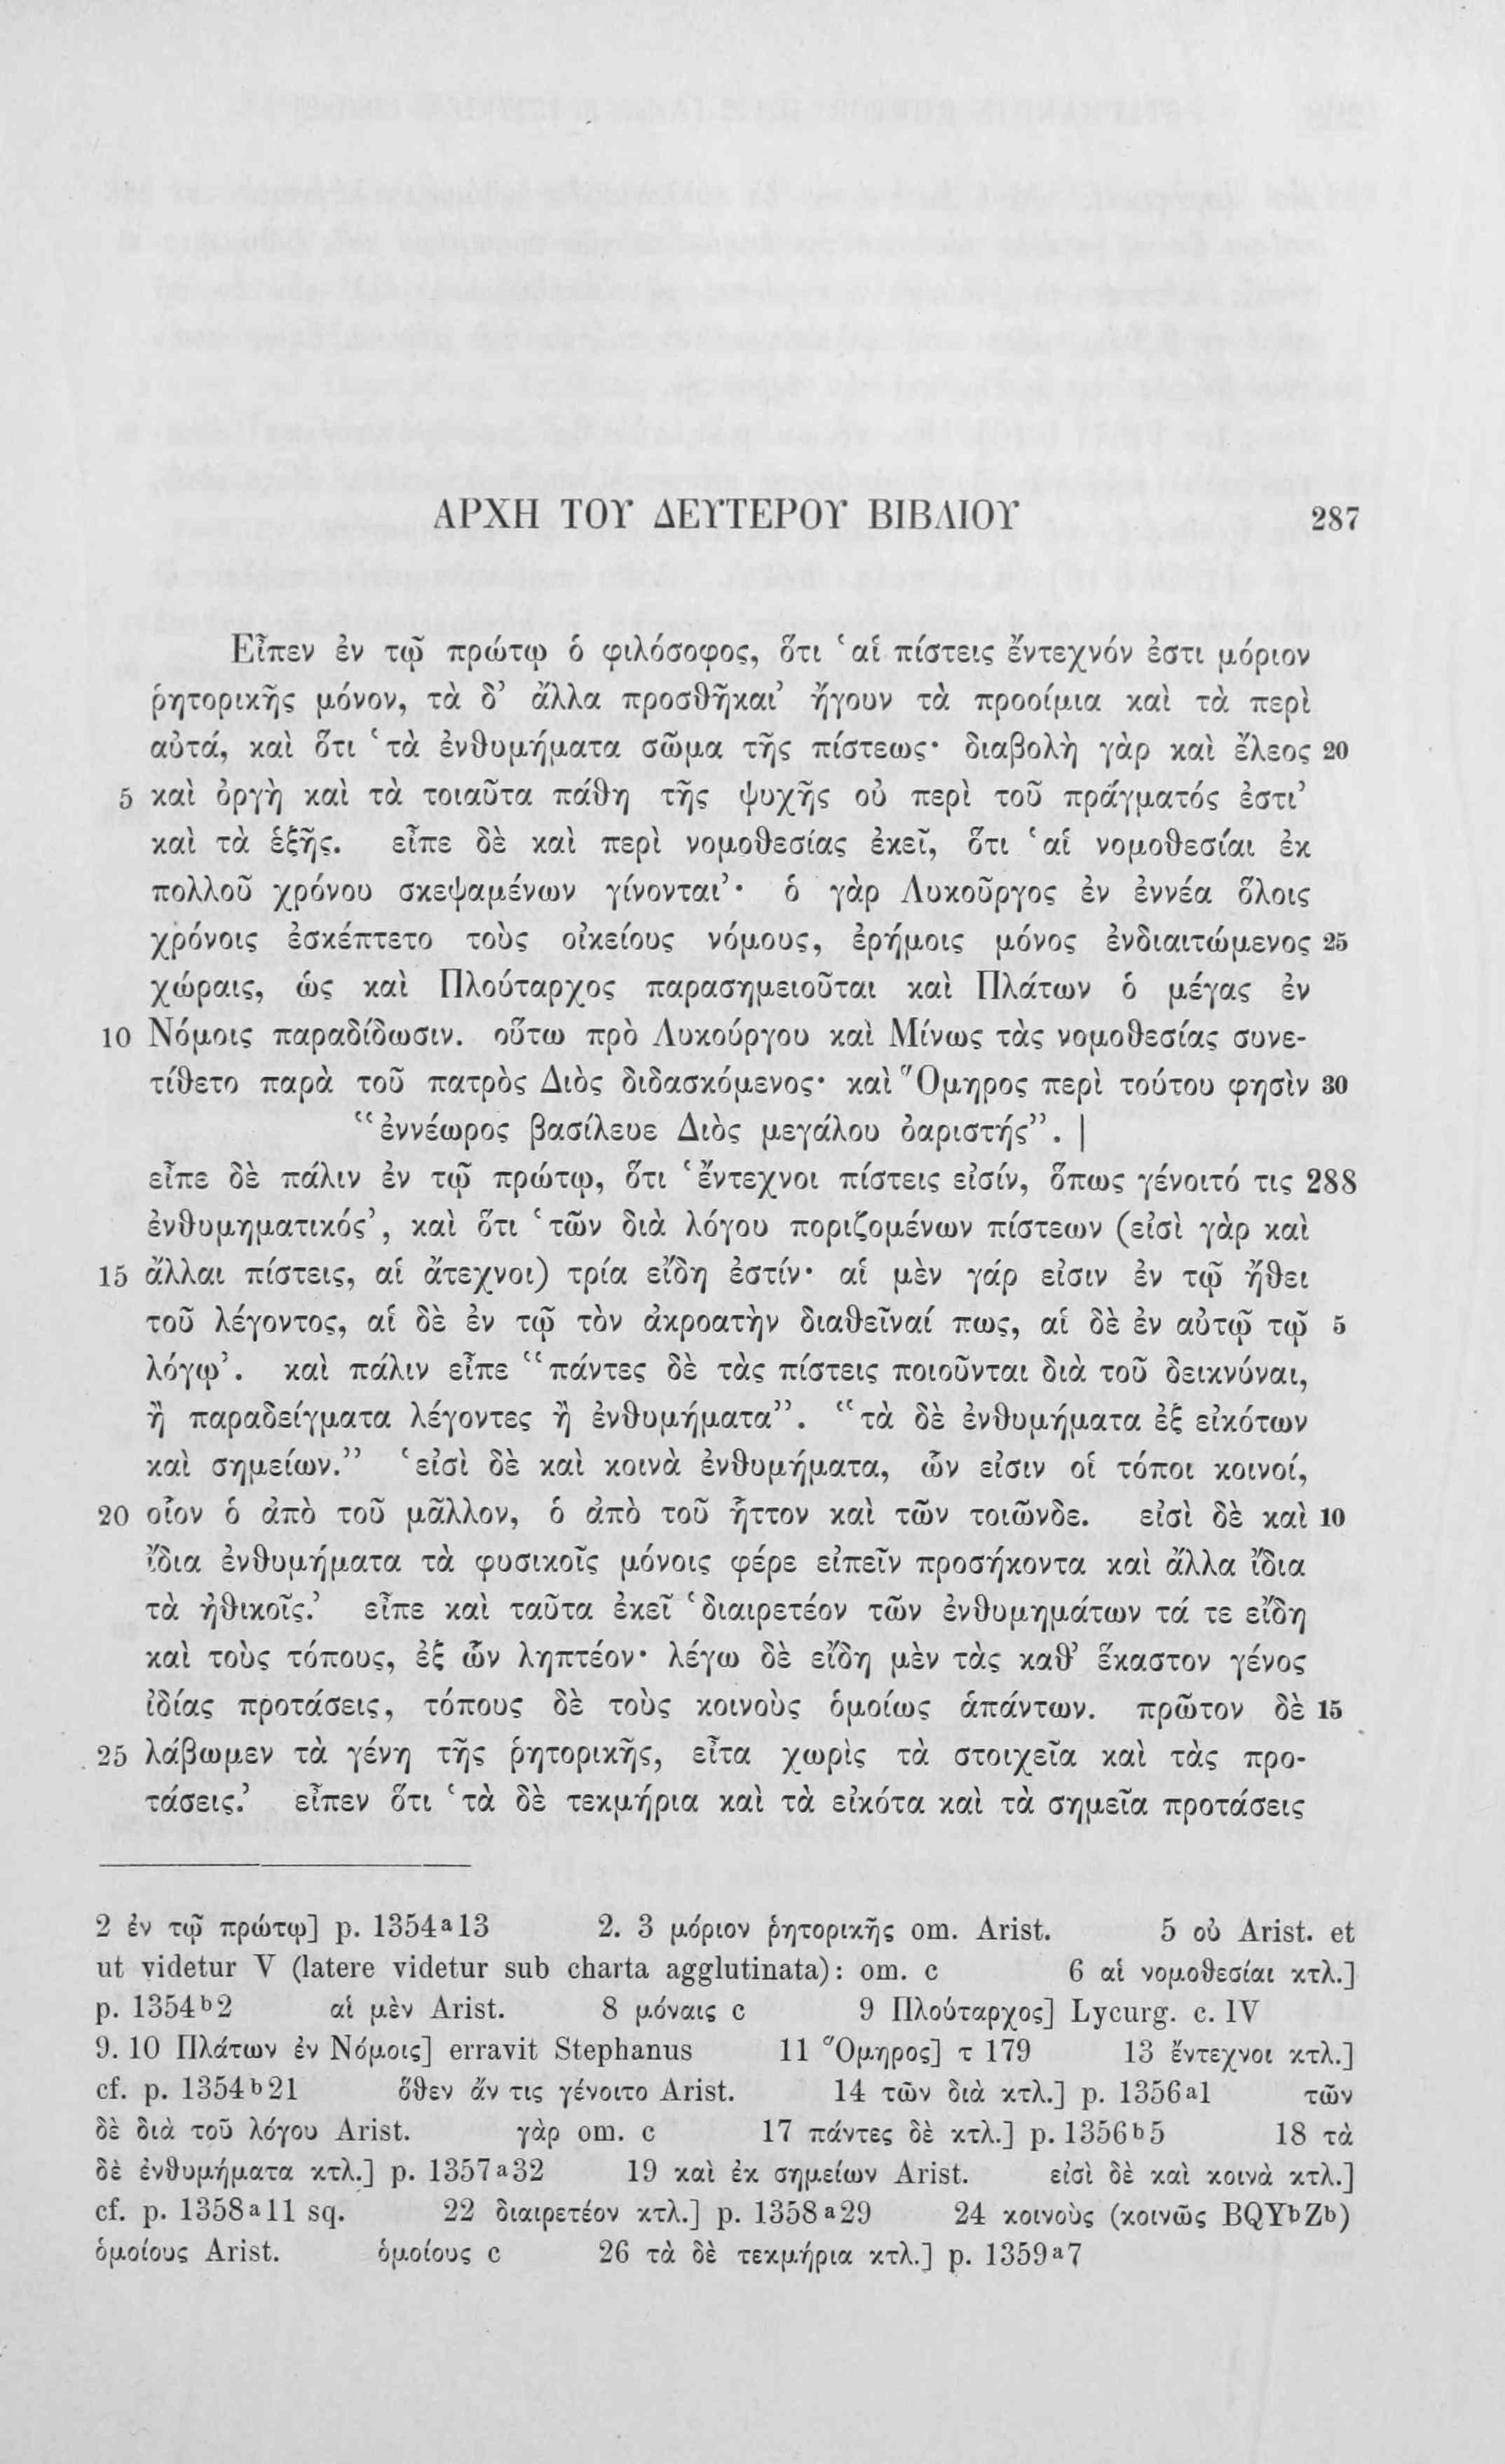 ΑΡΧΗ ΤΟΥ ΔΕΥΤΕΡΟΥ ΒΙΒΛΙΟΥ 287
Εἶπεν ἐν τῷ πρώτῳ ὁ φιλόσοφος, ὅτι ʽαἱ πίστεις ἔντεχνόν ἐστι μόριον
ῥητορικῆς μόνον, τὰ δ’ ἄλλα προσθῆκαι’ ἤγουν τὰ προοίμια καὶ τὰ περὶ
αὐτά, καὶ ὅτι ʽτὰ ἐνθυμήματα σῶμα τῆς πίστεως· διαβολὴ γὰρ καὶ ἔλεος 20
5 καὶ ὀργὴ καὶ τὰ τοιαῦτα πάθη τῆς ψυχῆς οὐ περὶ τοῦ πράγματός ἐστι’
καὶ τὰ ἑξῆς. εἶπε δὲ καὶ περὶ νομοθεσίας ἐκεῖ, ὅτι ʽαἱ νομοθεσίαι ἐκ
πολλοῦ χρόνου σκεψαμένων γίνονται’· ὁ γὰρ Λυκοῦργος ἐν ἐννέα ὅλοις
χρόνοις ἐσκέπτετο τοὺς οἰκείους νόμους, ἐρήμοις μόνος ἐνδιαιτώμενος 25
χώραις, ὡς καὶ Πλούταρχος παρασημειοῦται καὶ Πλάτων ὁ μέγας ἐν
10 Νόμοις παραδίδωσιν. οὕτω πρὸ Λυκούργου καὶ Μίνως τὰς νομοθεσίας συνε-
τίθετο παρὰ τοῦ πατρὸς Διὸς διδασκόμενος· καὶ Ὅμηρος περὶ τούτου φησὶν 30
“ἐννέωρος βασίλευε Διὸς μεγάλου ὀαριστής”. |
εἶπε δὲ πάλιν ἐν τῷ πρώτῳ, ὅτι ʽἔντεχνοι πίστεις εἰσίν, ὅπως γένοιτό τις 288
ἐνθυμηματικός’, καὶ ὅτι ʽτῶν διὰ λόγου ποριζομένων πίστεων (εἰσὶ γὰρ καὶ
15 ἄλλαι πίστεις, αἱ ἄτεχνοι) τρία εἴδη ἐστίν· αἱ μὲν γάρ εἰσιν ἐν τῷ ἤθει
τοῦ λέγοντος, αἱ δὲ ἐν τῷ τὸν ἀκροατὴν διαθεῖναί πως, αἱ δὲ ἐν αὐτῷ τῷ 5
λόγῳ’. καὶ πάλιν εἶπε “πάντες δὲ τὰς πίστεις ποιοῦνται διὰ τοῦ δεικνύναι,
ἢ παραδείγματα λέγοντες ἢ ἐνθυμήματα”. “τὰ δὲ ἐνθυμήματα ἐξ εἰκότων
καὶ σημείων.” ʽεἰσὶ δὲ καὶ κοινὰ ἐνθυμήματα, ὧν εἰσιν οἱ τόποι κοινοί,
20 οἷον ὁ ἀπὸ τοῦ μᾶλλον, ὁ ἀπὸ τοῦ ἧττον καὶ τῶν τοιῶνδε. εἰσὶ δὲ καὶ 10
ἴδια ἐνθυμήματα τὰ φυσικοῖς μόνοις φέρε εἰπεῖν προσήκοντα καὶ ἄλλα ἴδια
τὰ ἠθικοῖς.’ εἶπε καὶ ταῦτα ἐκεῖ ʽδιαιρετέον τῶν ἐνθυμημάτων τά τε εἴδη
καὶ τοὺς τόπους, ἐξ ὧν ληπτέον· λέγω δὲ εἴδη μὲν τὰς καθ’ ἕκαστον γένος
ἰδίας προτάσεις, τόπους δὲ τοὺς κοινοὺς ὁμοίως ἁπάντων. πρῶτον δὲ 15
25 λάβωμεν τὰ γένη τῆς ῥητορικῆς, εἶτα χωρὶς τὰ στοιχεῖα καὶ τὰς προ-
τάσεις.’ εἶπεν ὅτι ʽτὰ δὲ τεκμήρια καὶ τὰ εἰκότα καὶ τὰ σημεῖα προτάσεις
2 ἐν τῷ πρώτῳ] p. 1354ᵃ13 2. 3 μόριον ῥητορικῆς om. Arist. 5 οὐ Arist. et
ut videtur V (latere videtur sub charta agglutinata): om. c 6 αἱ νομοθεσίαι κτλ.]
p. 1354ᵇ2 αἱ μὲν Arist. 8 μόναις c 9 Πλούταρχος] Lycurg. c. IV
9. 10 Πλάτων ἐν Νόμοις] erravit Stephanus 11 Ὅμηρος] τ 179 13 ἔντεχνοι κτλ.]
cf. p. 1354ᵇ21 ὅθεν ἄν τις γένοιτο Arist. 14 τῶν διὰ κτλ.] p. 1356ᵃ1 τῶν
δὲ διὰ τοῦ λόγου Arist. γὰρ om. c 17 πάντες δὲ κτλ.] p. 1356ᵇ5 18 τὰ
δὲ ἐνθυμήματα κτλ.] p. 1357ᵃ32 19 καὶ ἐκ σημείων Arist. εἰσὶ δὲ καὶ κοινὰ κτλ.]
cf. p. 1358ᵃ11 sq. 22 διαιρετέον κτλ.] p. 1358ᵃ29 24 κοινοὺς (κοινῶς BQYᵇZᵇ)
ὁμοίους Arist. ὁμοίους c 26 τὰ δὲ τεκμήρια κτλ.] p. 1359ᵃ7